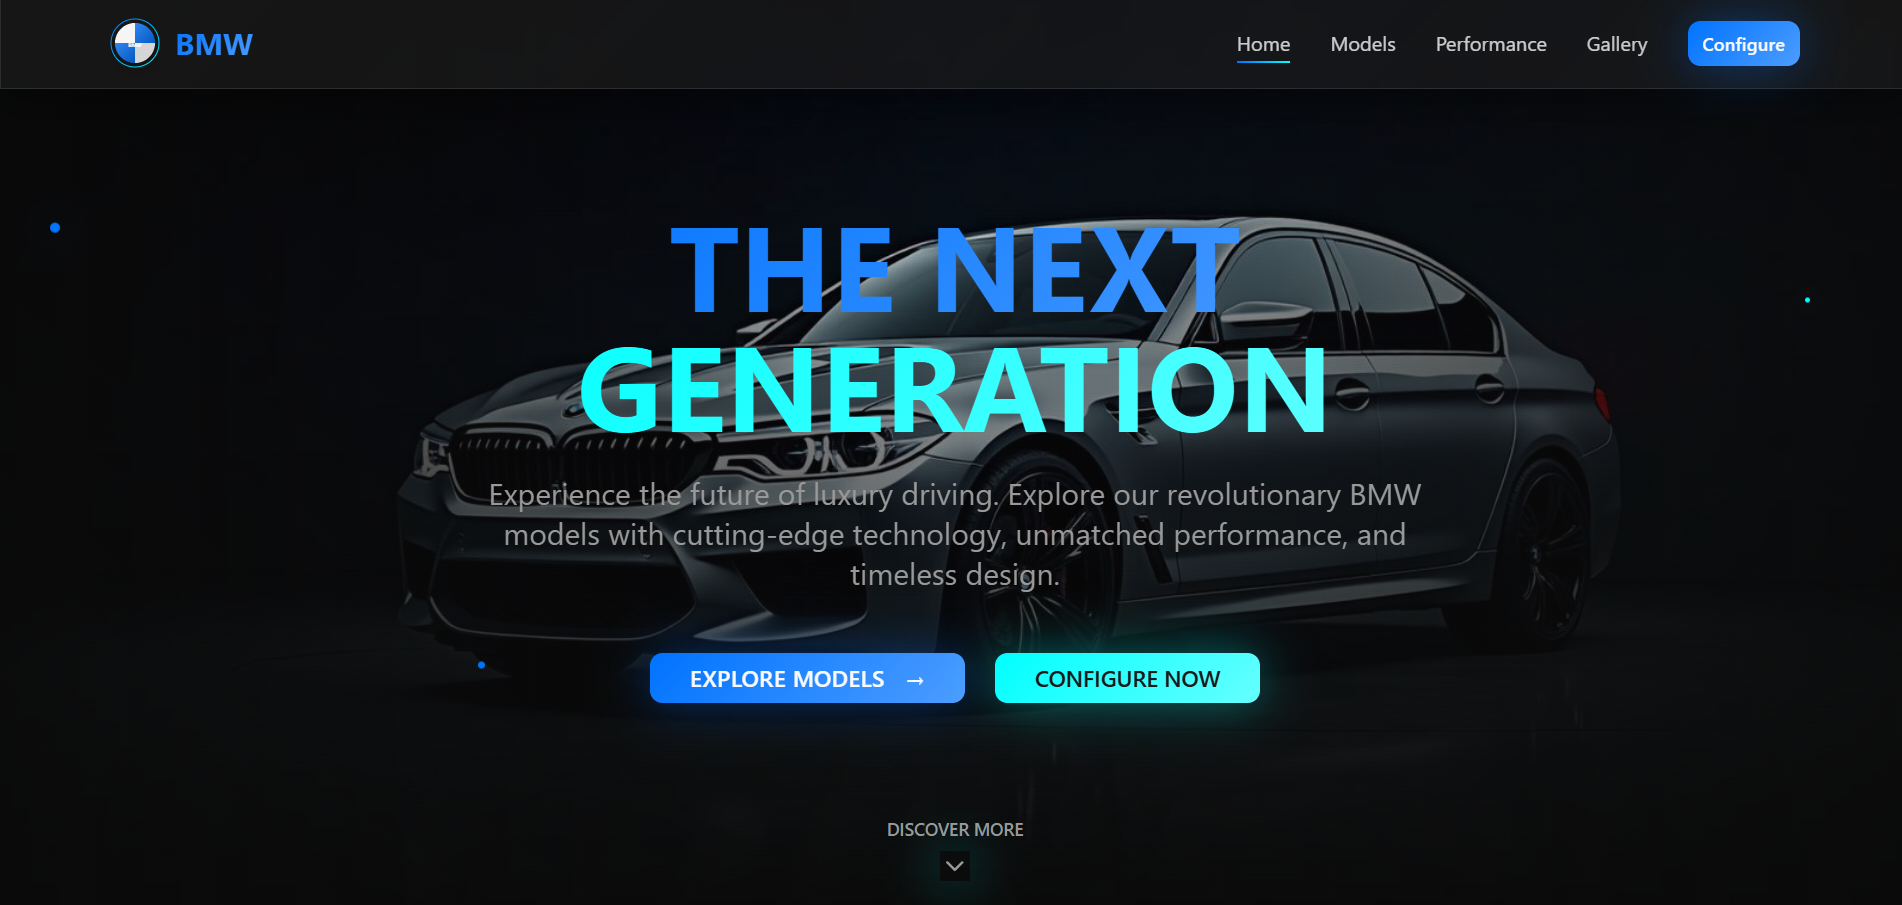 BMW
Home
Models
Performance
Gallery
Configure
THE NEXT
GENERATION
Experience the future of luxury driving. Explore our revolutionary BMW
models with cutting-edge technology, unmatched performance, and
timeless design.
EXPLORE MODELS →
CONFIGURE NOW
DISCOVER MORE